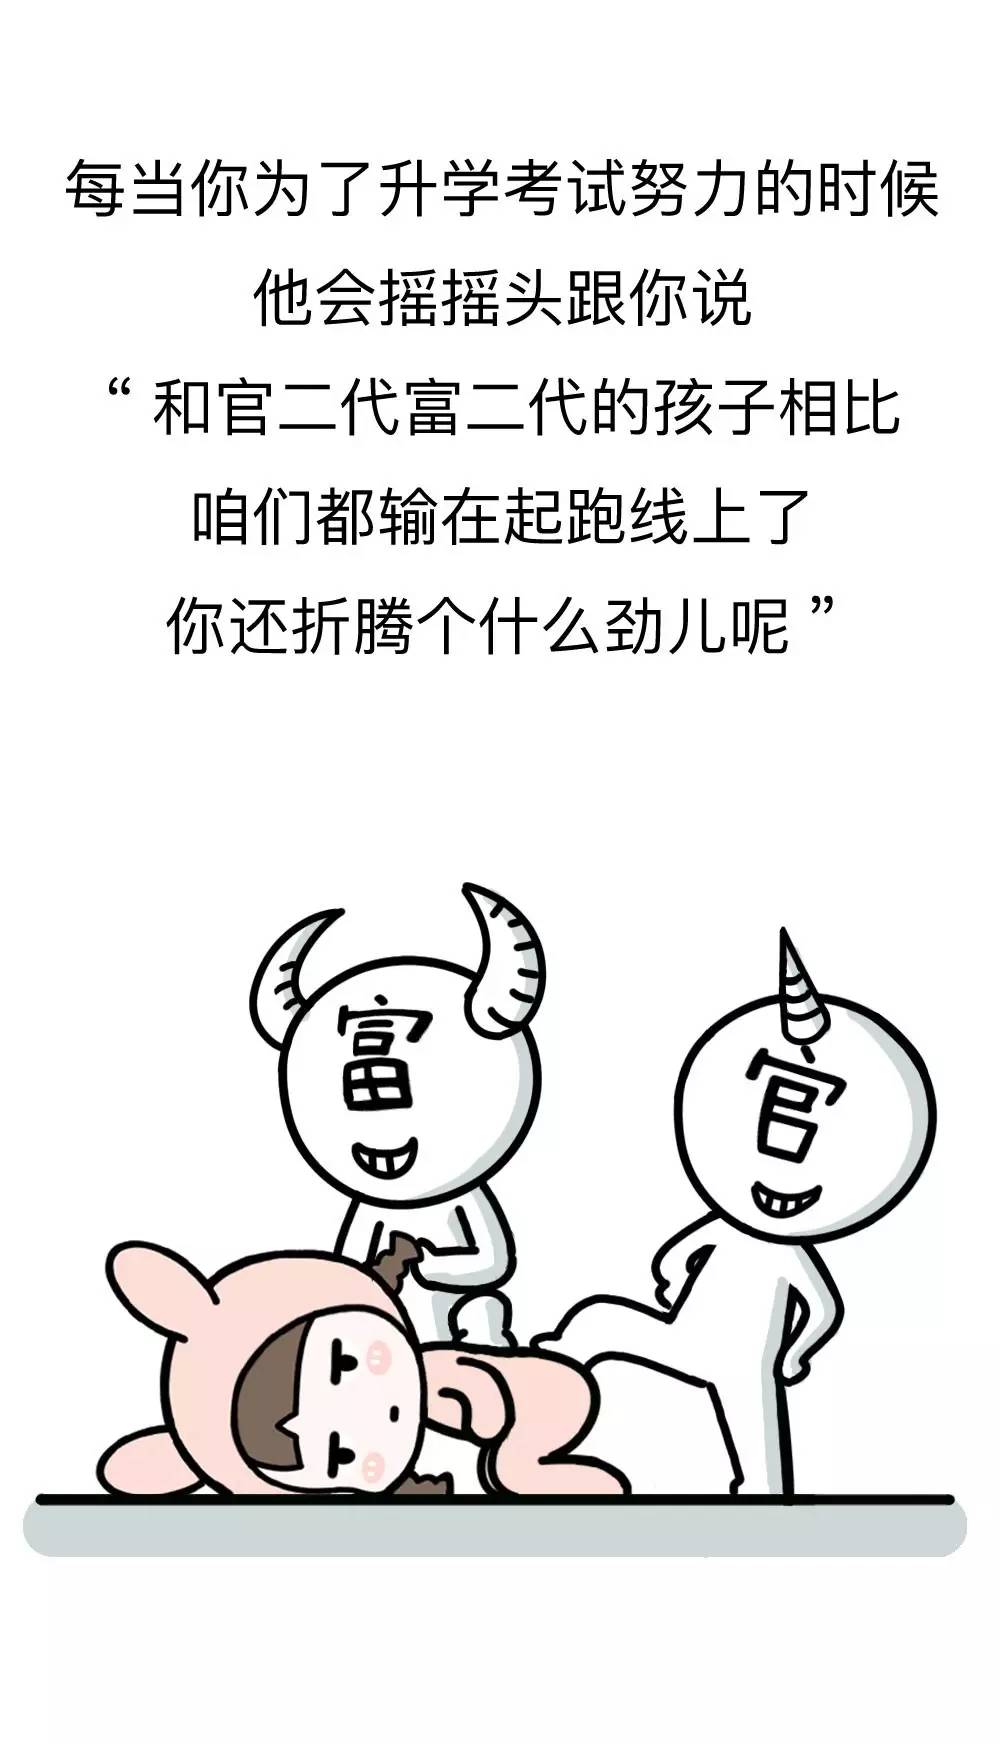 每当你为了升学考试努力的时候
他会摇摇头跟你说
“ 和官二代富二代的孩子相比
咱们都输在起跑线上了
你还折腾个什么劲儿呢 ”
富
官